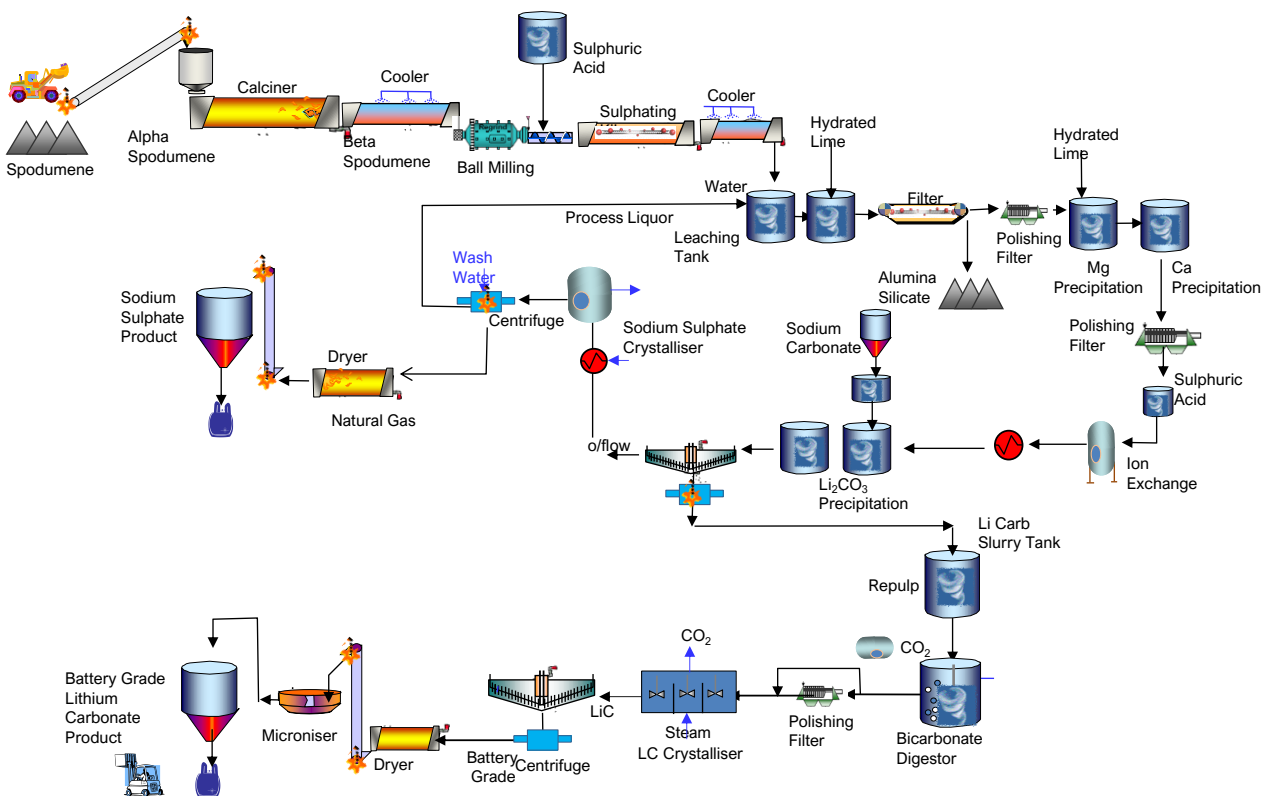 Sulphuric
Acid
Calciner
Cooler
Cooler
Sulphating
Hydrated
Lime
Hydrated
Lime
Alpha
Spodumene
Beta
Spodumene
Regrind
Ball Milling
Spodumene
Water
Filter
Process Liquor
Leaching
Tank
Polishing
Filter
Mg
Precipitation
Ca
Precipitation
Alumina
Silicate
Wash
Water
Centrifuge
Sodium
Sulphate
Product
Sodium Sulphate
Crystalliser
Sodium
Carbonate
Polishing
Filter
Dryer
Natural Gas
Sulphuric
Acid
o/flow
Li₂CO₃
Precipitation
Ion
Exchange
Li Carb
Slurry Tank
Repulp
CO₂
CO₂
Battery Grade
Lithium
Carbonate
Product
Microniser
LiC
Steam
LC Crystalliser
Polishing
Filter
Bicarbonate
Digestor
Dryer
Battery
Grade
Centrifuge